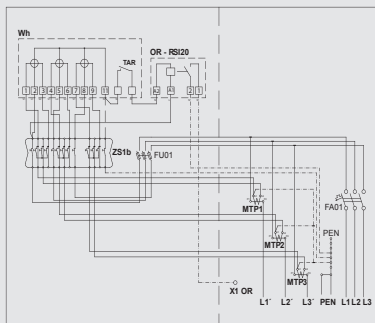 Wh
OR - RSI20
TAR
1 2 3 4 5 6 7 8 9 11
A2 A1 2 1
ZS1b
FU01
MTP1
FA01
PEN
MTP2
MTP3
X1 OR
L1´ L2´ L3´ PEN L1 L2 L3